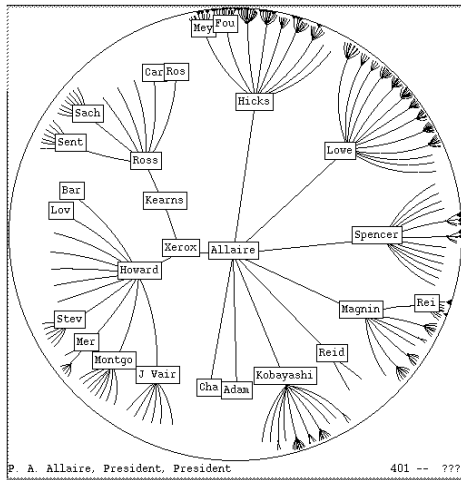 Mey
Fou
Car
Ros
Hicks
Sach
Sent
Ross
Lowe
Bar
Kearns
Lov
Xerox
Allaire
Spencer
Howard
Rei
Magnin
Stev
Mer
Reid
Montgo
J Vair
Kobayashi
Cha
Adam
P. A. Allaire, President, President
401 -- ???